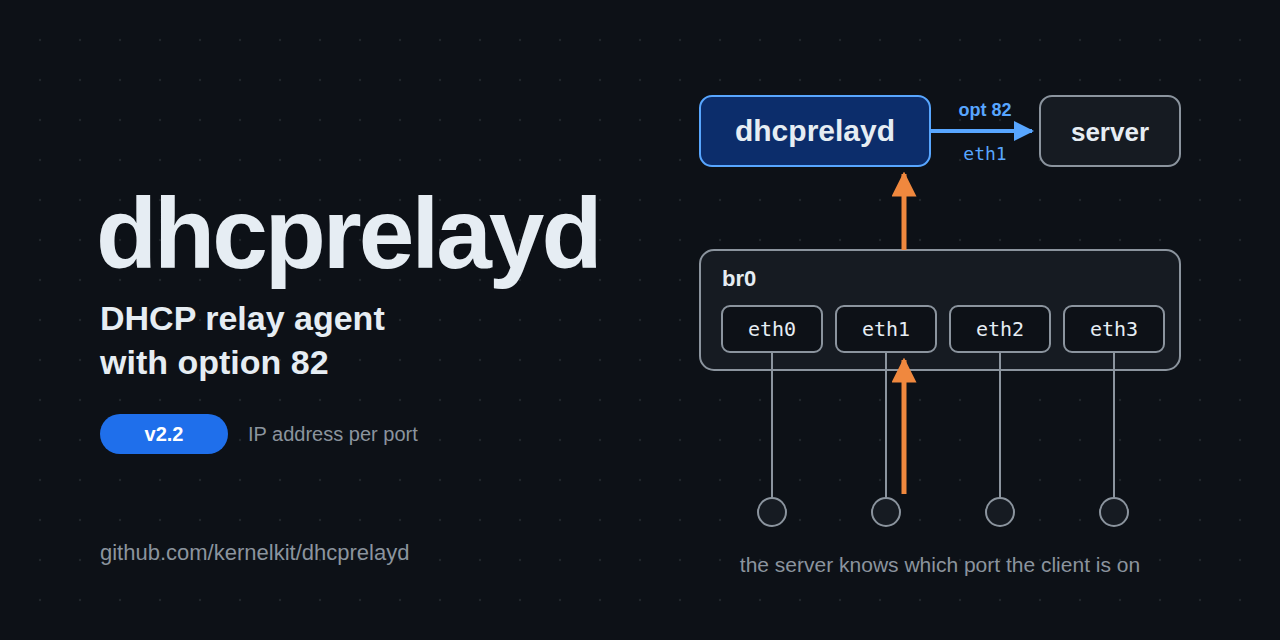 dhcprelayd
DHCP relay agent
with option 82
v2.2
IP address per port
github.com/kernelkit/dhcprelayd
dhcprelayd
opt 82
eth1
server
br0
eth0
eth1
eth2
eth3
the server knows which port the client is on